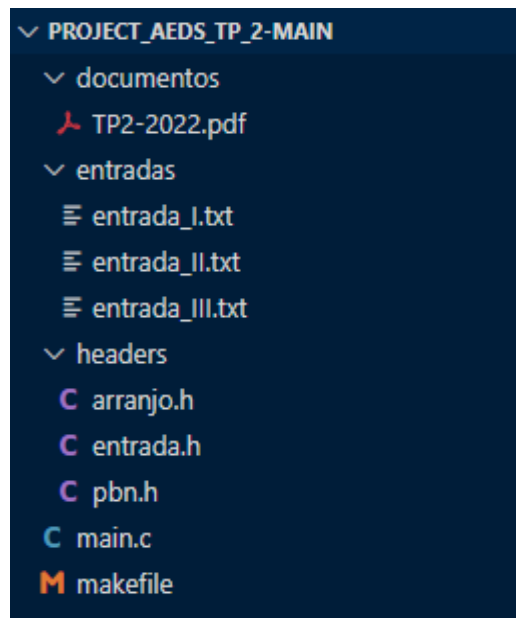 PROJECT_AEDS_TP_2-MAIN
documentos
TP2-2022.pdf
entradas
entrada_I.txt
entrada_II.txt
entrada_III.txt
headers
C arranjo.h
C entrada.h
C pbn.h
C main.c
M makefile